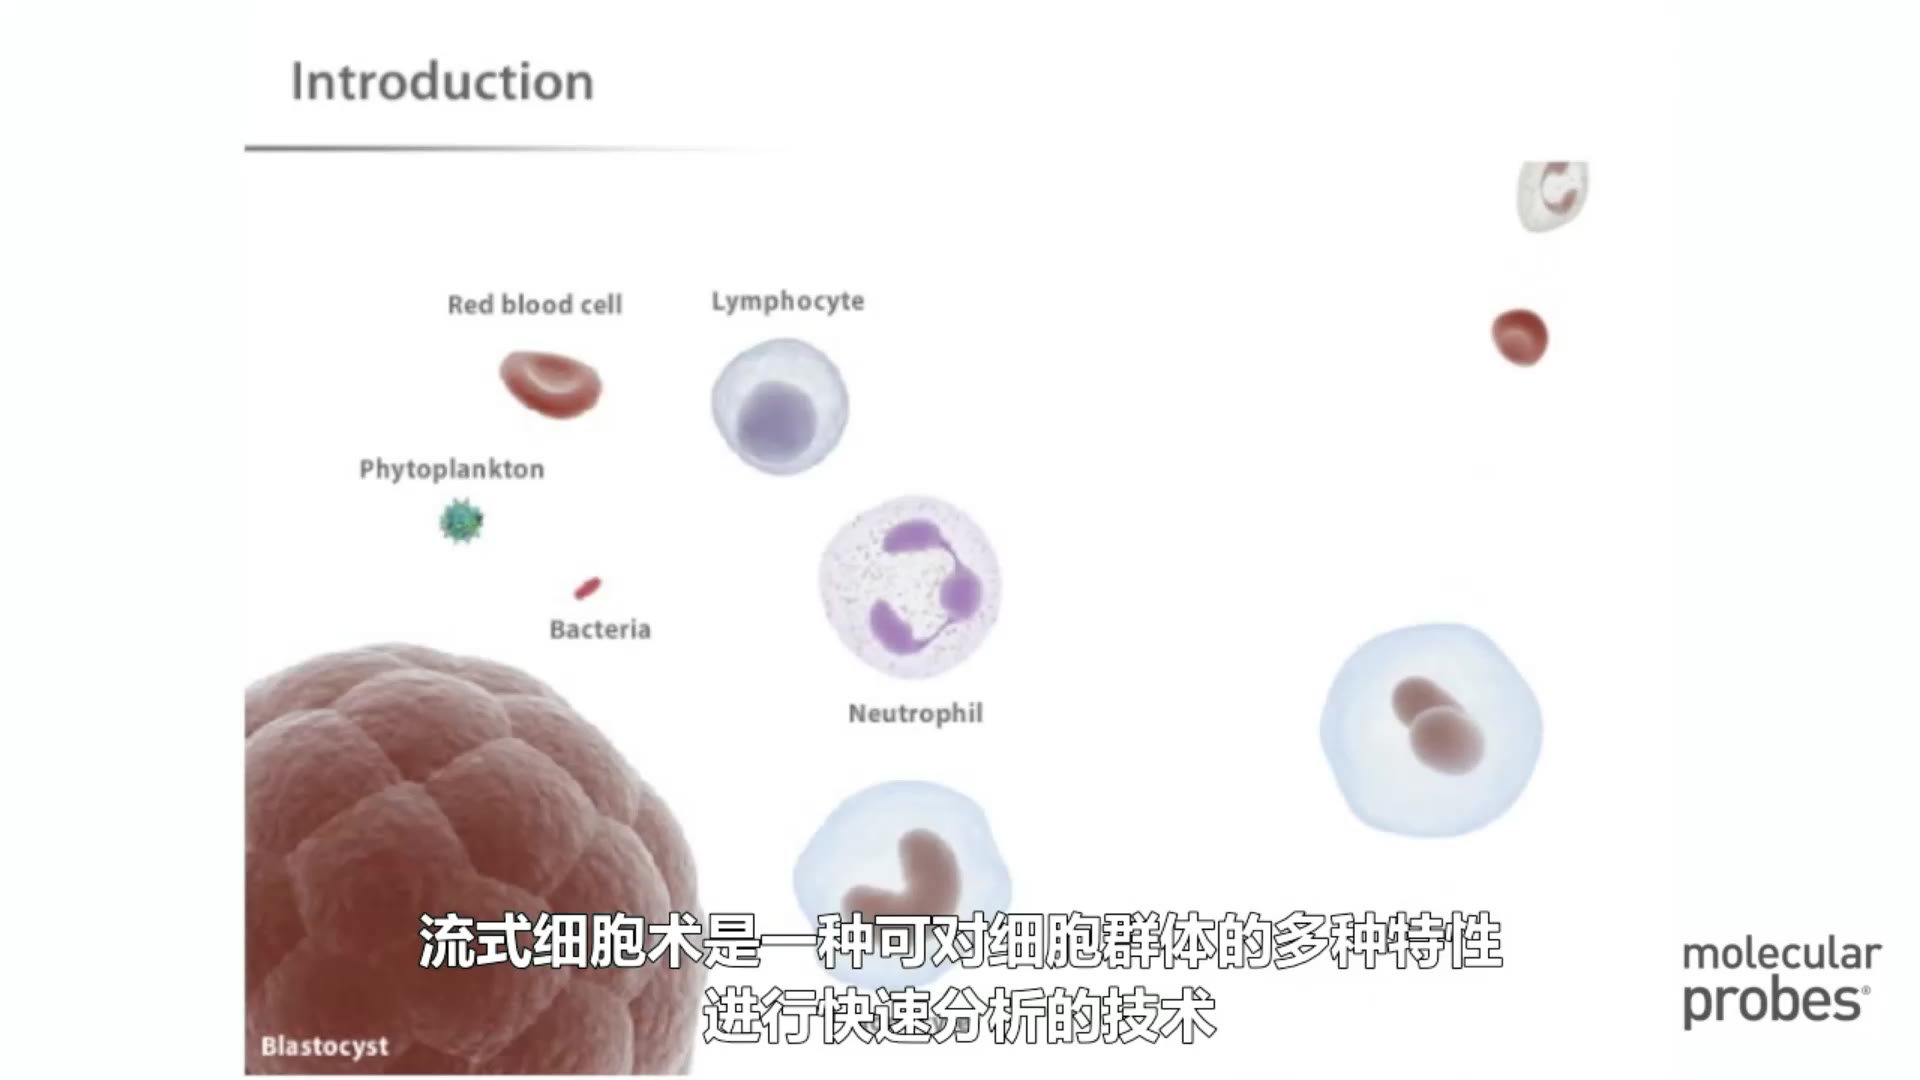 Introduction
Red blood cell
Lymphocyte
Phytoplankton
Bacteria
Neutrophil
流式细胞术是一种可对细胞群体的多种特性
进行快速分析的技术
Blastocyst
molecular
probes®